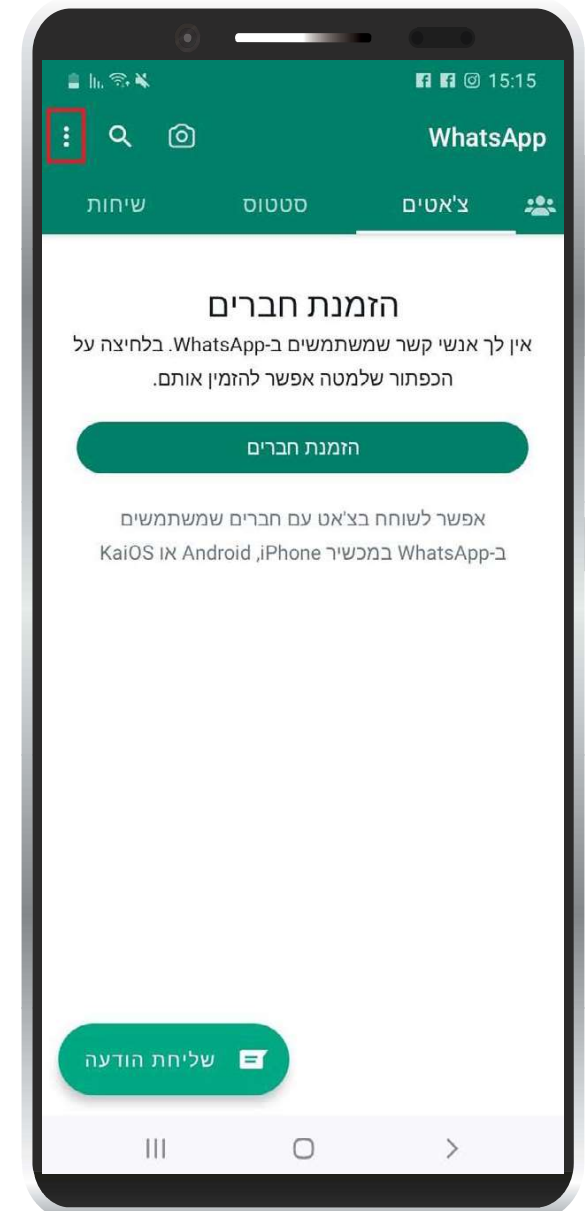 15:15
WhatsApp
צ'אטים
סטטוס
שיחות
הזמנת חברים
אין לך אנשי קשר שמשתמשים ב-WhatsApp. בלחיצה על
הכפתור שלמטה אפשר להזמין אותם.
הזמנת חברים
אפשר לשוחח בצ'אט עם חברים שמשתמשים
ב-WhatsApp במכשיר iPhone,‏ Android או KaiOS
שליחת הודעה